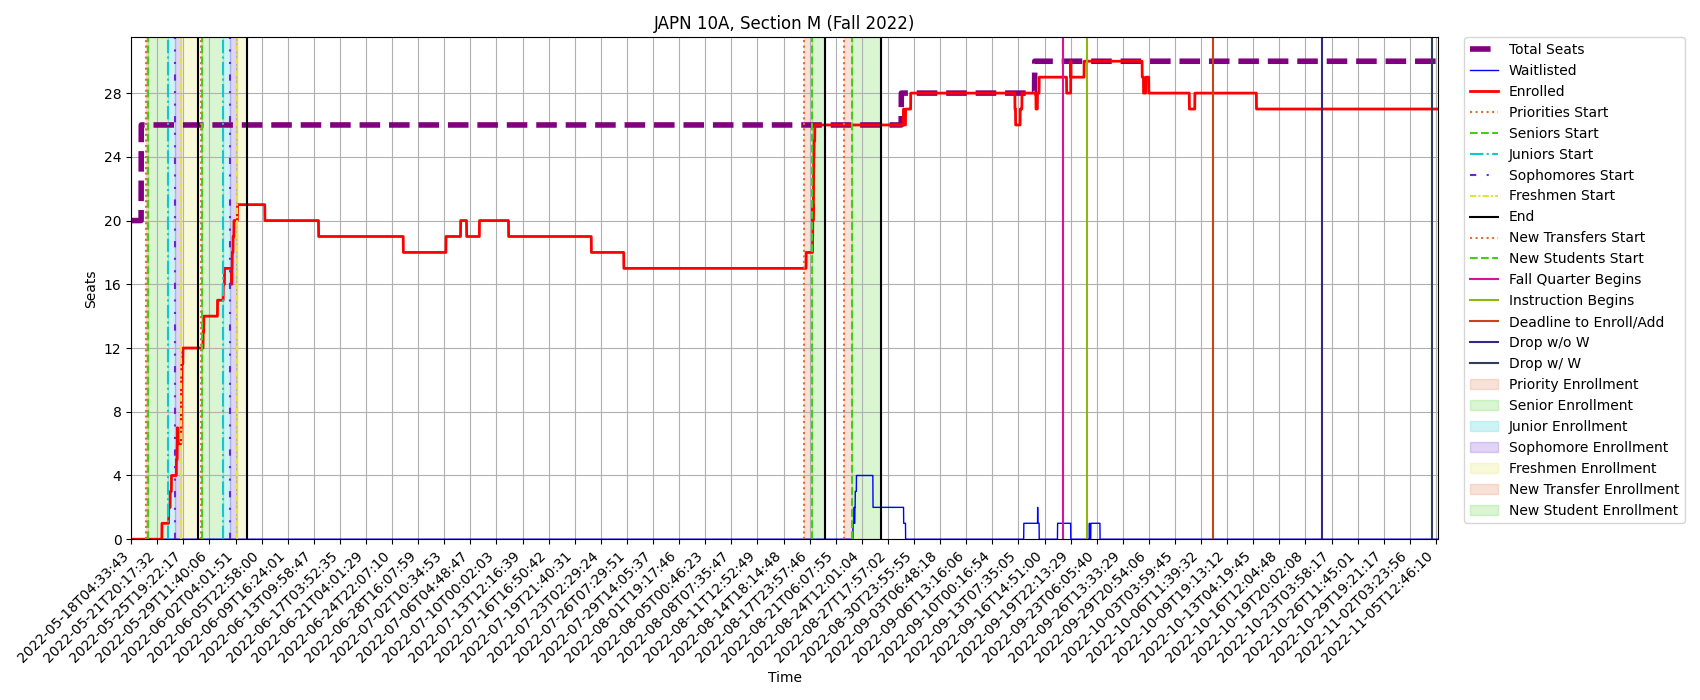 JAPN 10A, Section M (Fall 2022)
Seats
28
24
20
16
12
8
4
0
2022-05-18T04:33:43
2022-05-21T20:17:32
2022-05-25T19:22:17
2022-05-29T11:40:06
2022-06-02T04:01:51
2022-06-05T22:58:00
2022-06-09T16:24:01
2022-06-13T09:58:47
2022-06-17T03:52:35
2022-06-21T04:01:29
2022-06-24T22:07:10
2022-06-28T16:07:59
2022-07-02T10:34:53
2022-07-06T04:48:47
2022-07-10T00:02:03
2022-07-13T12:16:39
2022-07-16T16:50:42
2022-07-19T21:40:31
2022-07-23T02:29:24
2022-07-26T07:29:51
2022-07-29T14:05:37
2022-08-01T19:17:46
2022-08-05T00:46:23
2022-08-08T07:35:47
2022-08-11T12:52:49
2022-08-14T18:14:48
2022-08-17T23:57:46
2022-08-21T06:07:55
2022-08-24T12:01:04
2022-08-27T17:57:02
2022-08-30T23:55:55
2022-09-03T06:48:18
2022-09-06T13:16:06
2022-09-10T00:16:54
2022-09-13T07:35:05
2022-09-16T14:51:00
2022-09-19T22:13:29
2022-09-23T06:05:40
2022-09-26T13:33:29
2022-09-29T20:54:06
2022-10-03T03:59:45
2022-10-06T11:39:32
2022-10-09T19:13:12
2022-10-13T04:19:45
2022-10-16T12:04:48
2022-10-19T20:02:08
2022-10-23T03:58:17
2022-10-26T11:45:01
2022-10-29T19:21:17
2022-11-02T03:23:56
2022-11-05T12:46:10
Time
Total Seats
Waitlisted
Enrolled
Priorities Start
Seniors Start
Juniors Start
Sophomores Start
Freshmen Start
End
New Transfers Start
New Students Start
Fall Quarter Begins
Instruction Begins
Deadline to Enroll/Add
Drop w/o W
Drop w/ W
Priority Enrollment
Senior Enrollment
Junior Enrollment
Sophomore Enrollment
Freshmen Enrollment
New Transfer Enrollment
New Student Enrollment